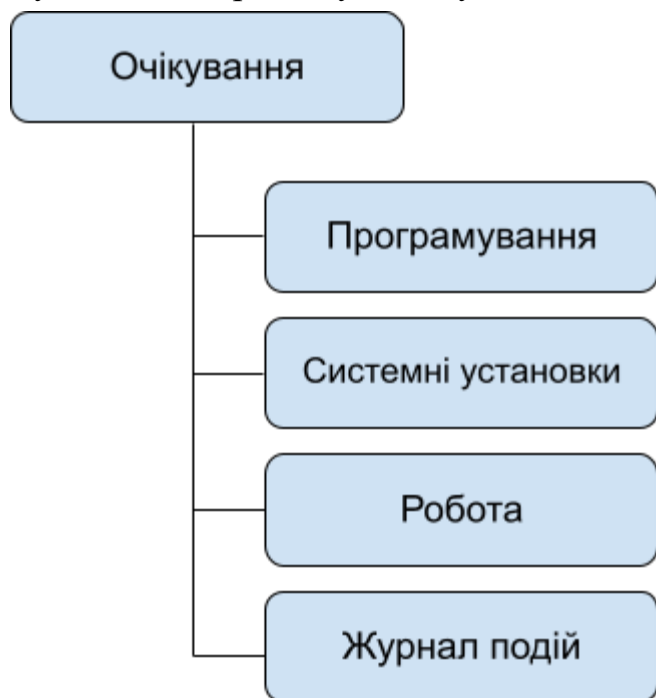 Очікування
Програмування
Системні установки
Робота
Журнал подій